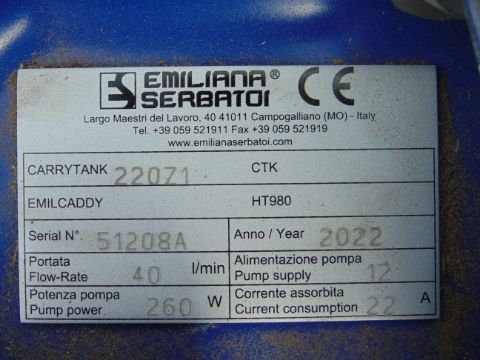 EMILIANA®
SERBATOI CE
Largo Maestri del Lavoro, 40 41011 Campogalliano (MO) - Italy
Tel. +39 059 521911 Fax +39 059 521919
www.emilianaserbatoi.com
CARRYTANK 220Z1 CTK
EMILCADDY HT980
Serial N°. 51208A Anno / Year 2022
Portata Alimentazione pompa
Flow-Rate 40 l/min Pump supply 12
Potenza pompa Corrente assorbita
Pump power 260 W Current consumption 22 A